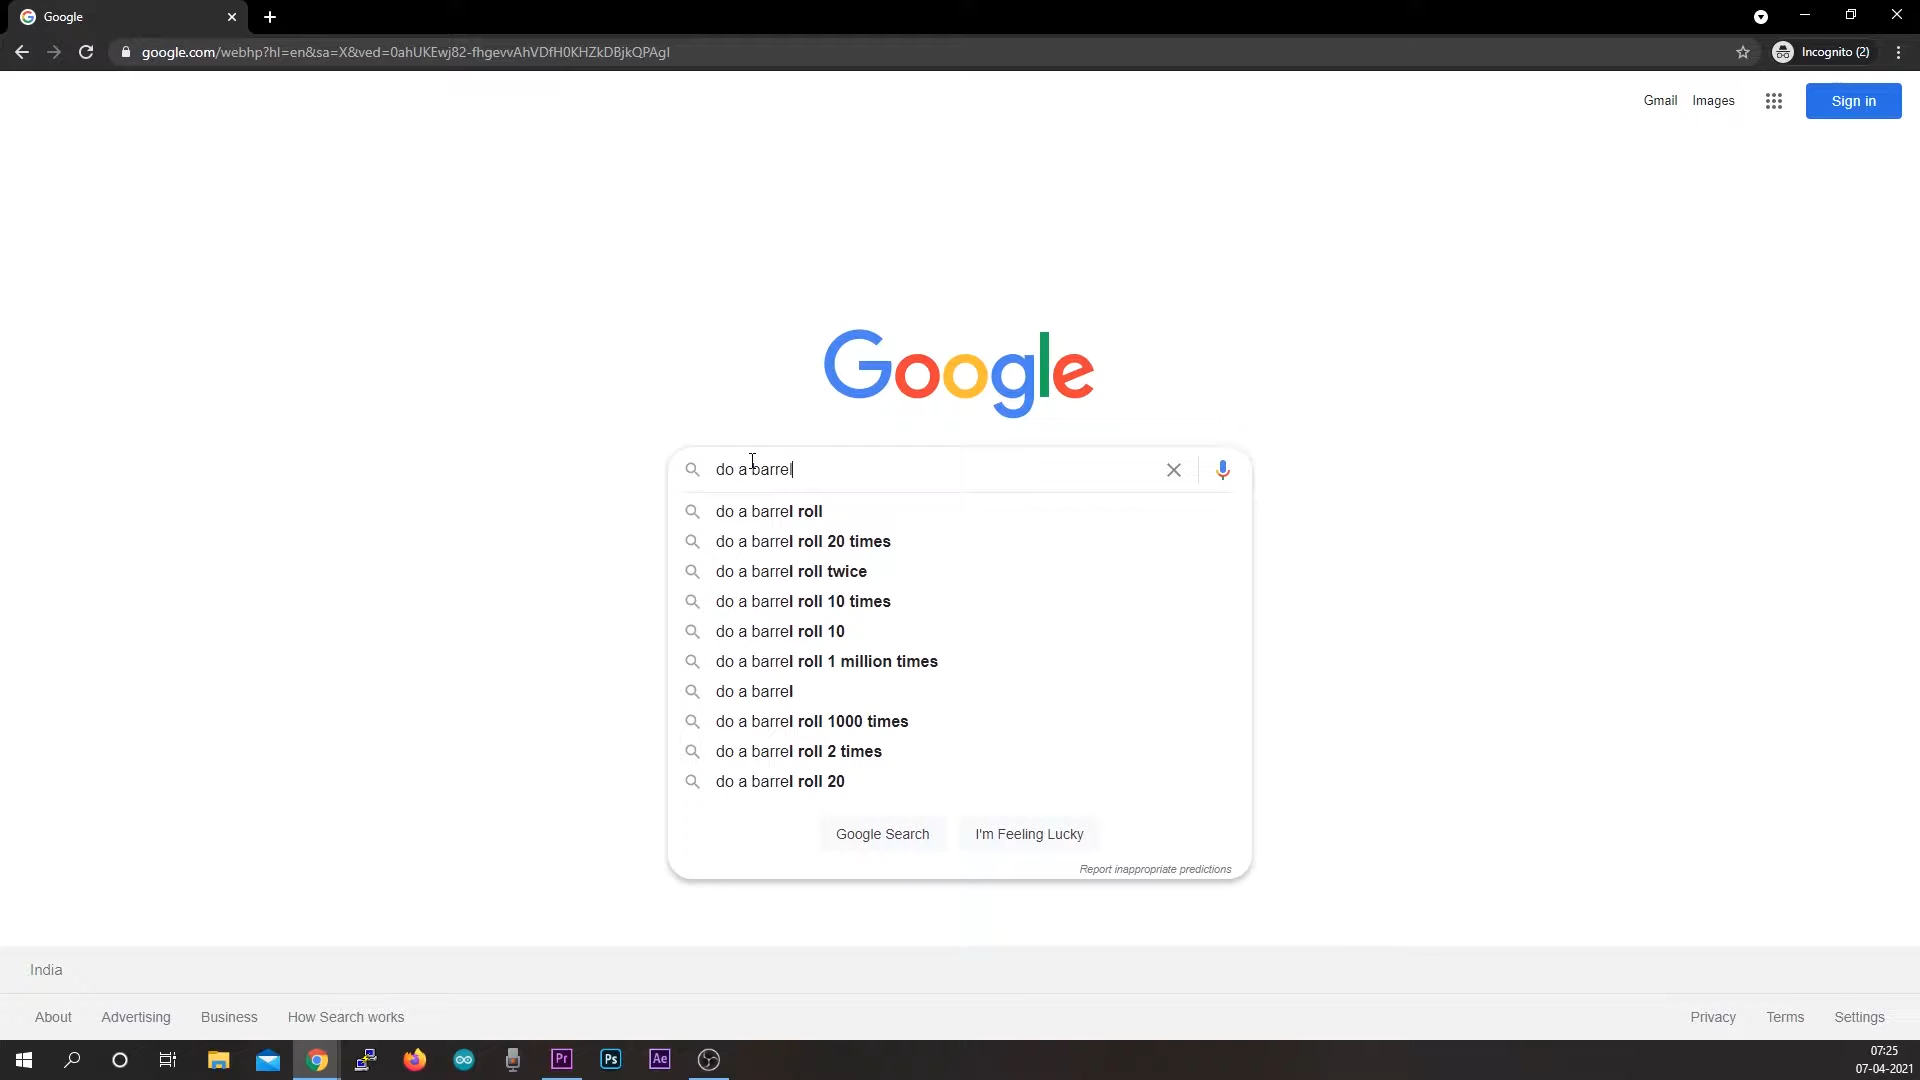 Google
google.com/webhp?hl=en&sa=X&ved=0ahUKEwj82-fhgevvAhVDfH0KHZkDBjkQPAgI
Incognito (2)
Gmail Images Sign in
Google
do a barrel
do a barrel roll
do a barrel roll 20 times
do a barrel roll twice
do a barrel roll 10 times
do a barrel roll 10
do a barrel roll 1 million times
do a barrel
do a barrel roll 1000 times
do a barrel roll 2 times
do a barrel roll 20
Google Search I'm Feeling Lucky
Report inappropriate predictions
India
About Advertising Business How Search works Privacy Terms Settings
Pr Ps Ae
07:25
07-04-2021